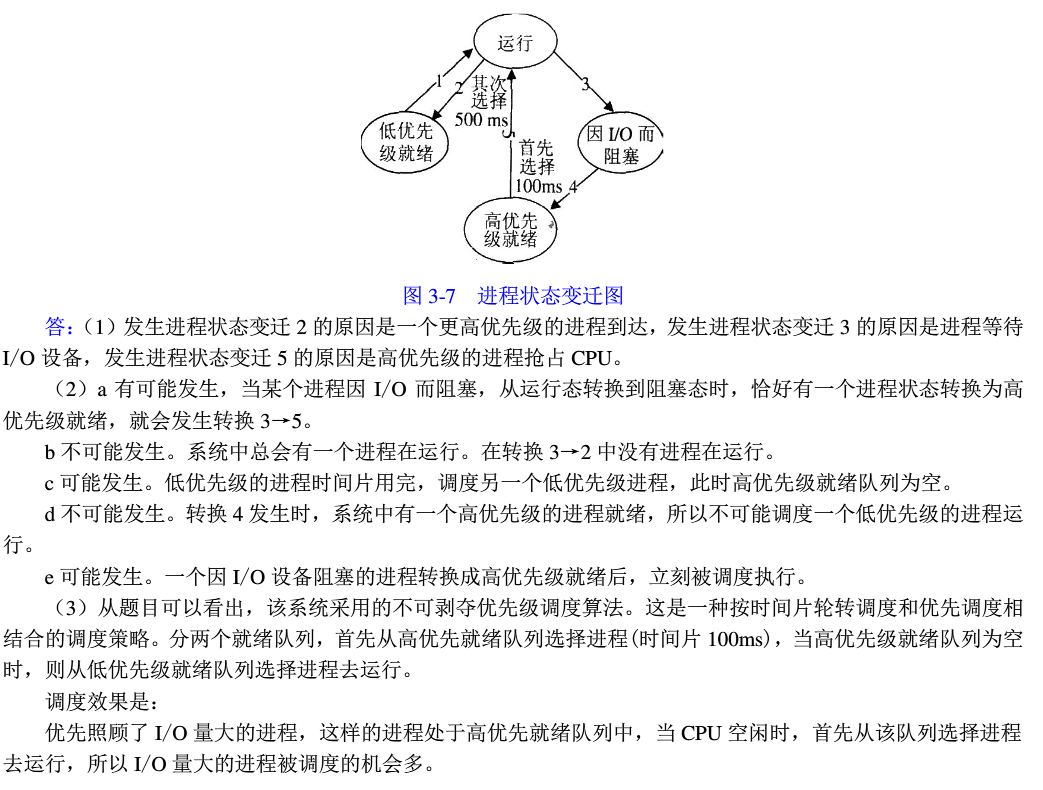 运行
1
2
其次
选择
500 ms
3
低优先
级就绪
5
因 I/O 而
阻塞
首先
选择
100ms
4
高优先
级就绪
图 3-7 进程状态变迁图
答：（1）发生进程状态变迁 2 的原因是一个更高优先级的进程到达，发生进程状态变迁 3 的原因是进程等待
I/O 设备，发生进程状态变迁 5 的原因是高优先级的进程抢占 CPU。
（2）a 有可能发生，当某个进程因 I/O 而阻塞，从运行态转换到阻塞态时，恰好有一个进程状态转换为高
优先级就绪，就会发生转换 3→5。
b 不可能发生。系统中总会有一个进程在运行。在转换 3→2 中没有进程在运行。
c 可能发生。低优先级的进程时间片用完，调度另一个低优先级进程，此时高优先级就绪队列为空。
d 不可能发生。转换 4 发生时，系统中有一个高优先级的进程就绪，所以不可能调度一个低优先级的进程运
行。
e 可能发生。一个因 I/O 设备阻塞的进程转换成高优先级就绪后，立刻被调度执行。
（3）从题目可以看出，该系统采用的不可剥夺优先级调度算法。这是一种按时间片轮转调度和优先调度相
结合的调度策略。分两个就绪队列，首先从高优先就绪队列选择进程(时间片 100ms)，当高优先级就绪队列为空
时，则从低优先级就绪队列选择进程去运行。
调度效果是：
优先照顾了 I/O 量大的进程，这样的进程处于高优先就绪队列中，当 CPU 空闲时，首先从该队列选择进程
去运行，所以 I/O 量大的进程被调度的机会多。